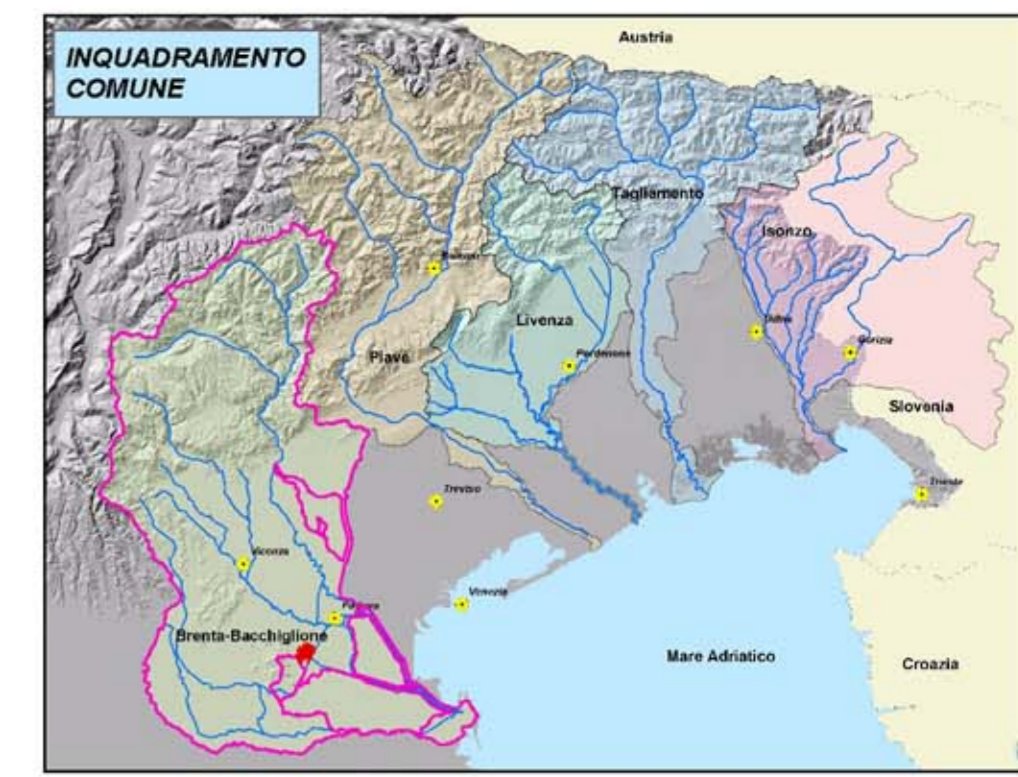 INQUADRAMENTO
COMUNE
Austria
Tagliamento
Isonzo
Belluno
Livenza
Udine
Piave
Pordenone
Gorizia
Slovenia
Treviso
Trieste
Vicenza
Venezia
Padova
Brenta-Bacchiglione
Mare Adriatico
Croazia